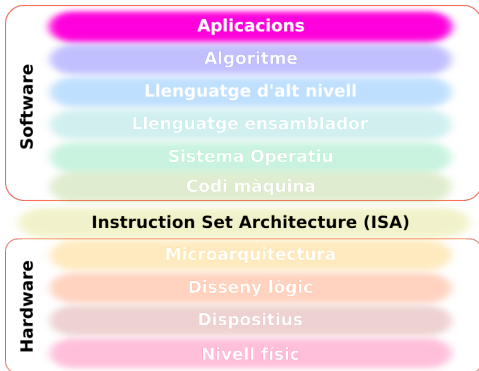 Software
Aplicacions
Algoritme
Llenguatge d'alt nivell
Llenguatge ensamblador
Sistema Operatiu
Codi màquina
Instruction Set Architecture (ISA)
Hardware
Microarquitectura
Disseny lògic
Dispositius
Nivell físic